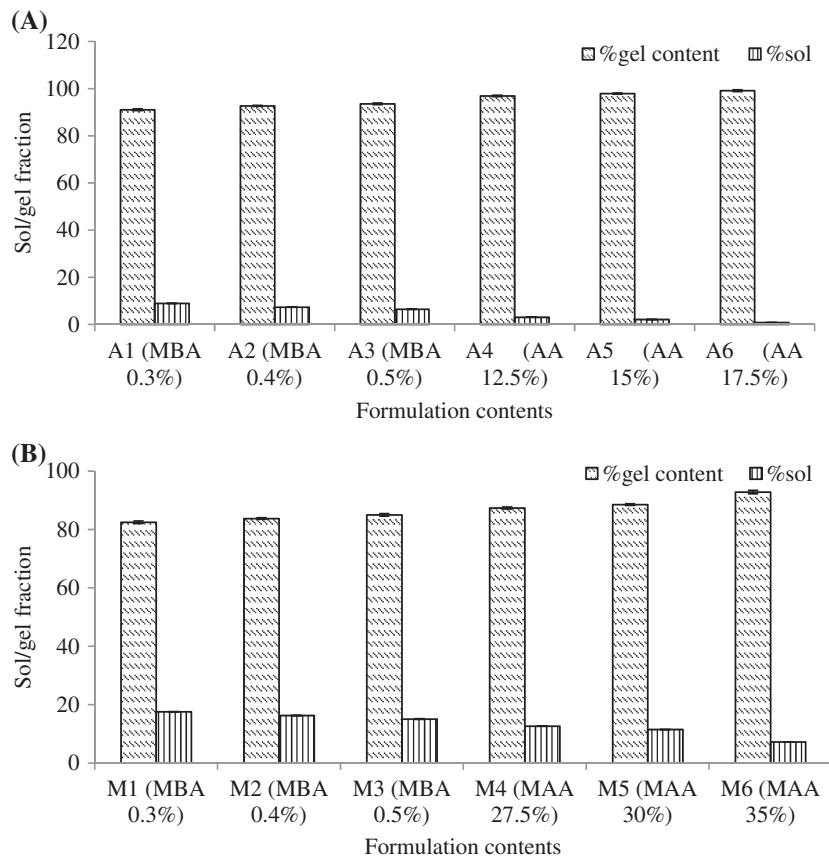 (A)
120
100
80
60
40
20
0
Sol/gel fraction
%gel content %sol
A1 (MBA 0.3%)
A2 (MBA 0.4%)
A3 (MBA 0.5%)
A4 (AA 12.5%)
A5 (AA 15%)
A6 (AA 17.5%)
Formulation contents
(B)
100
80
60
40
20
0
Sol/gel fraction
%gel content %sol
M1 (MBA 0.3%)
M2 (MBA 0.4%)
M3 (MBA 0.5%)
M4 (MAA 27.5%)
M5 (MAA 30%)
M6 (MAA 35%)
Formulation contents